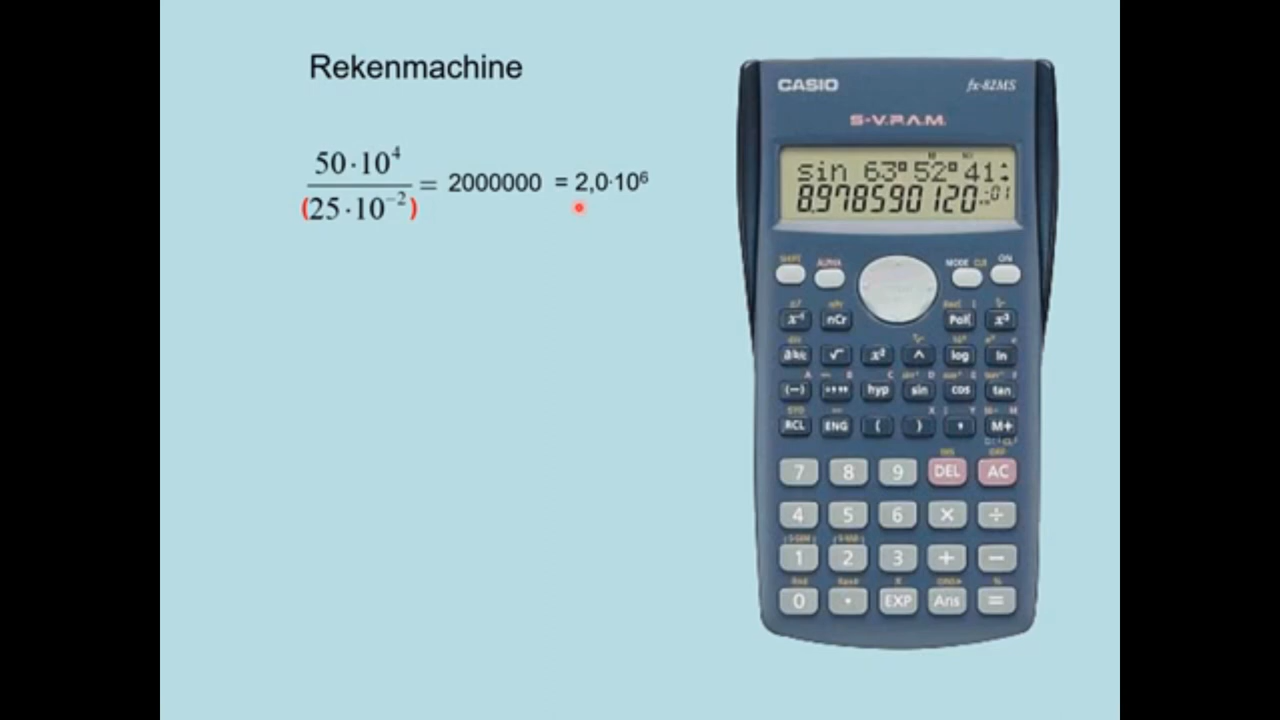 Rekenmachine
50·10⁴
(25·10⁻²) = 2000000 = 2,0·10⁶
CASIO fx-82MS
S-V.P.A.M.
sin 63°52°41
8.978590120 -01
SHIFT ALPHA MODE CLR ON
x⁻¹ nCr Pol( x³
ab/c √ x² ^ log ln
(−) °''' hyp sin cos tan
RCL ENG ( ) , M+
7 8 9 DEL AC
4 5 6 × ÷
1 2 3 + −
0 · EXP Ans =